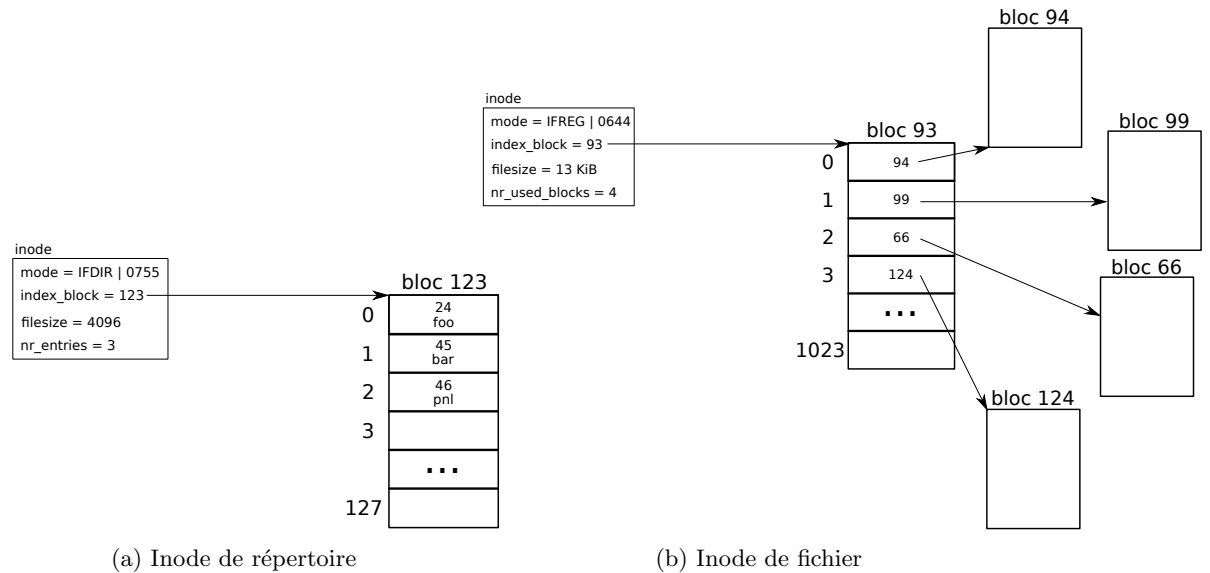 inode
mode = IFDIR | 0755
index_block = 123
filesize = 4096
nr_entries = 3
bloc 123
0
24
foo
1
45
bar
2
46
pnl
3
...
127
(a) Inode de répertoire
inode
mode = IFREG | 0644
index_block = 93
filesize = 13 KiB
nr_used_blocks = 4
bloc 93
0
94
1
99
2
66
3
124
...
1023
bloc 94
bloc 99
bloc 66
bloc 124
(b) Inode de fichier